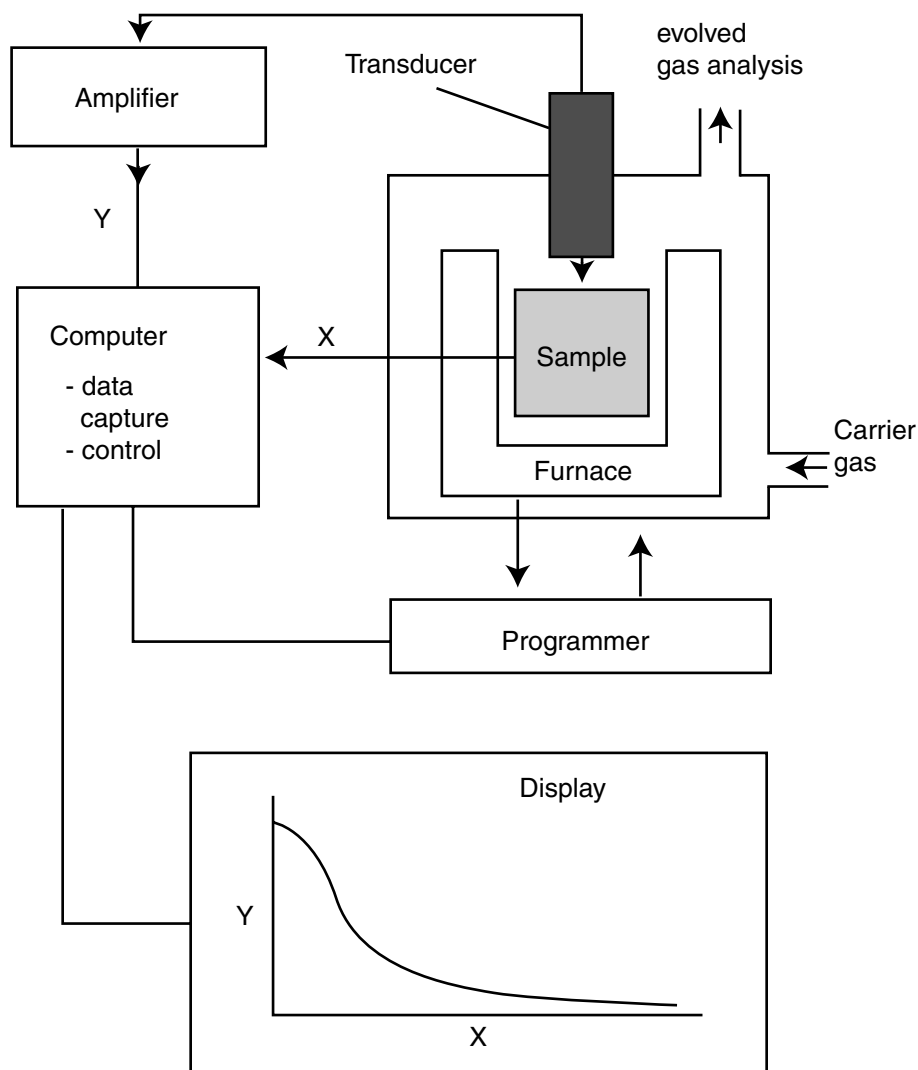 evolved
gas analysis
Transducer
Amplifier
Y
Computer
- data
capture
- control
X
Sample
Carrier
gas
Furnace
Programmer
Display
Y
X